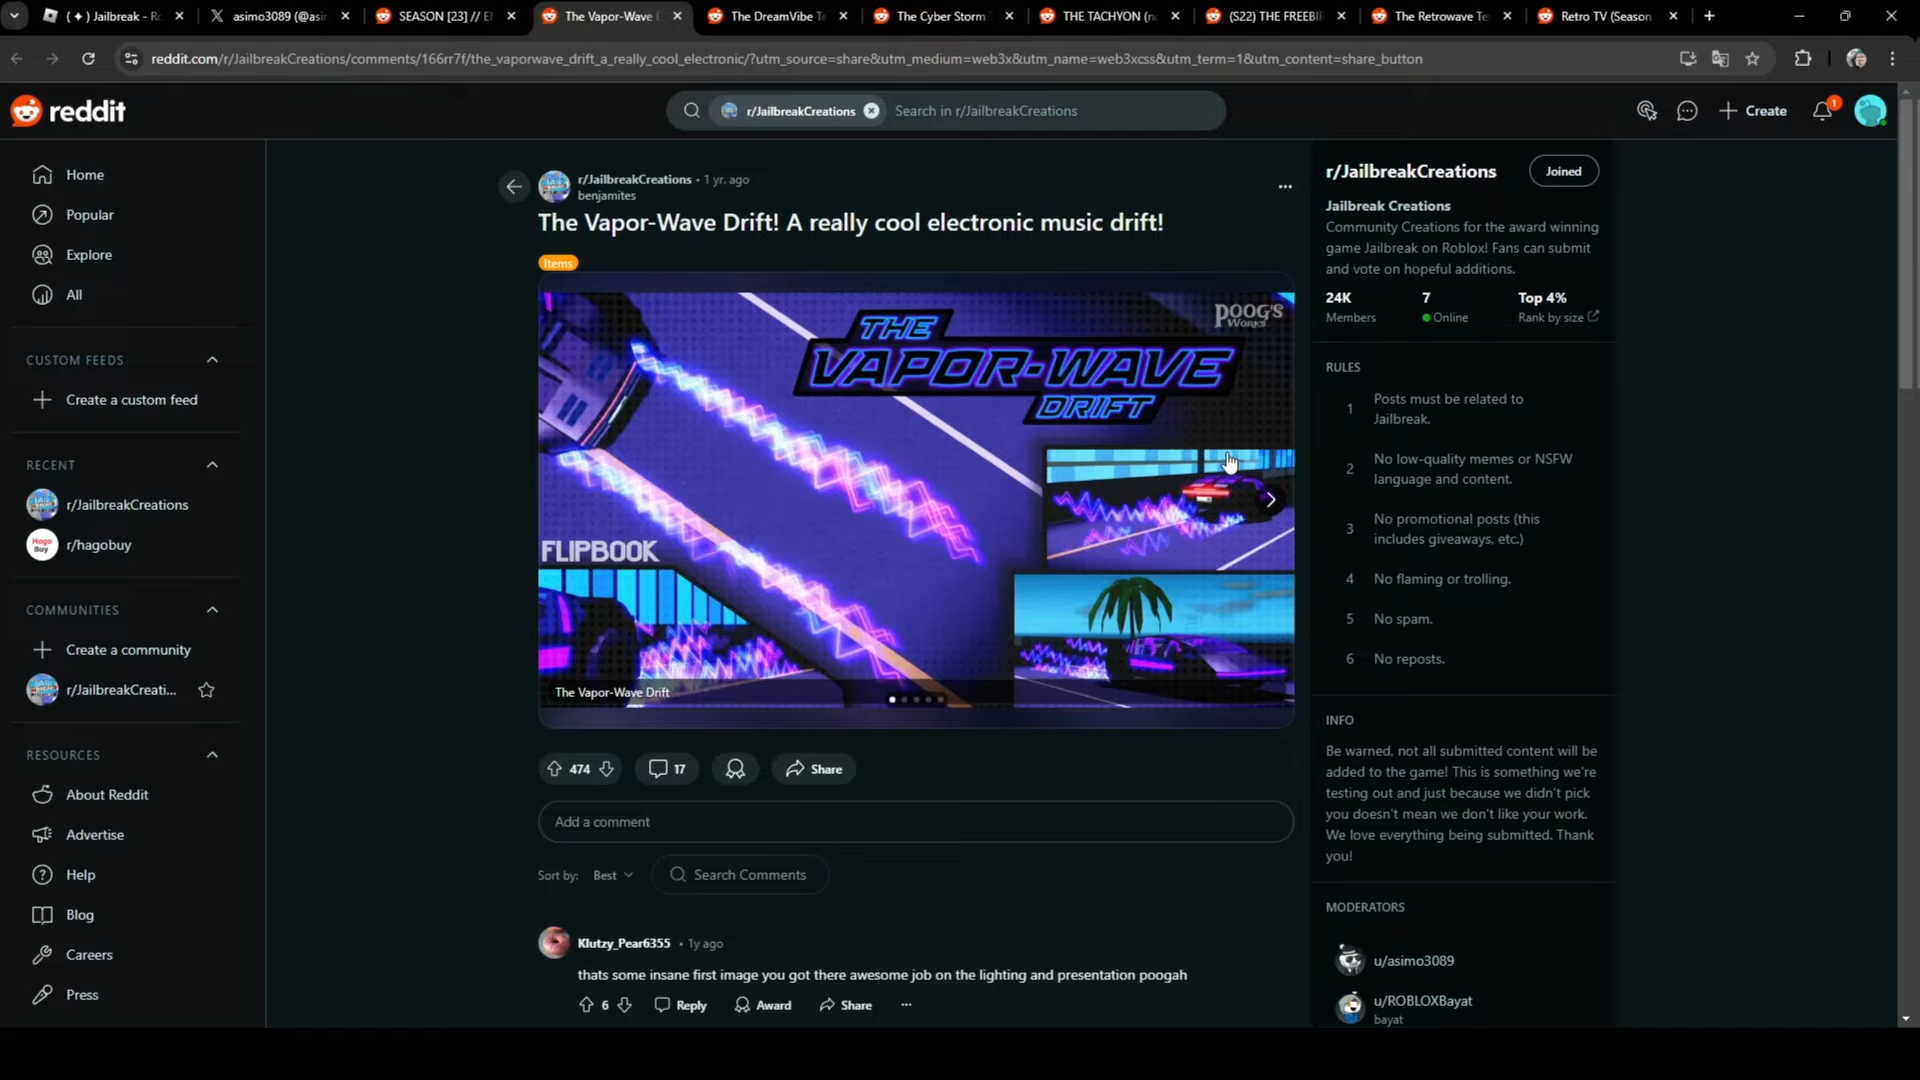 ( ✦ ) Jailbreak - Ro
asimo3089 (@asi
SEASON [23] // E
The Vapor-Wave
The DreamVibe Te
The Cyber Storm
THE TACHYON (n
(S22) THE FREEBI
The Retrowave Te
Retro TV (Season
reddit.com/r/JailbreakCreations/comments/166rr7f/the_vaporwave_drift_a_really_cool_electronic/?utm_source=share&utm_medium=web3x&utm_name=web3xcss&utm_term=1&utm_content=share_button
reddit
r/JailbreakCreations
Search in r/JailbreakCreations
Create
1
Home
Popular
Explore
All
CUSTOM FEEDS
Create a custom feed
RECENT
r/JailbreakCreations
Hago Buy
r/hagobuy
COMMUNITIES
Create a community
r/JailbreakCreati...
RESOURCES
About Reddit
Advertise
Help
Blog
Careers
Press
r/JailbreakCreations • 1 yr. ago
benjamites
The Vapor-Wave Drift! A really cool electronic music drift!
Items
THE
VAPOR-WAVE
DRIFT
POOG'S
WORKS
FLIPBOOK
The Vapor-Wave Drift
474
17
Share
Add a comment
Sort by: Best
Search Comments
Klutzy_Pear6355 • 1y ago
thats some insane first image you got there awesome job on the lighting and presentation poogah
6
Reply
Award
Share
r/JailbreakCreations
Joined
Jailbreak Creations
Community Creations for the award winning
game Jailbreak on Roblox! Fans can submit
and vote on hopeful additions.
24K 7 Top 4%
Members Online Rank by size
RULES
1 Posts must be related to
Jailbreak.
2 No low-quality memes or NSFW
language and content.
3 No promotional posts (this
includes giveaways, etc.)
4 No flaming or trolling.
5 No spam.
6 No reposts.
INFO
Be warned, not all submitted content will be
added to the game! This is something we're
testing out and just because we didn't pick
you doesn't mean we don't like your work.
We love everything being submitted. Thank
you!
MODERATORS
u/asimo3089
u/ROBLOXBayat
bayat